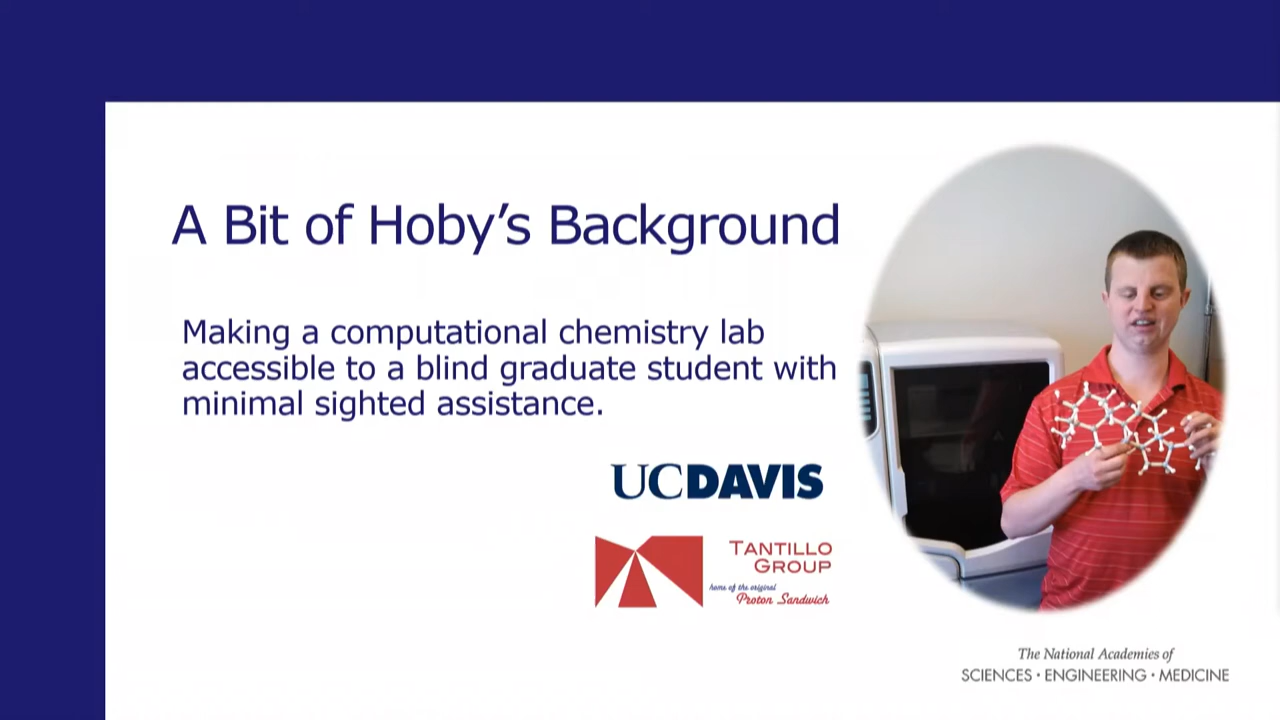 A Bit of Hoby’s Background
Making a computational chemistry lab
accessible to a blind graduate student with
minimal sighted assistance.
UCDAVIS
TANTILLO
GROUP
home of the original
Proton Sandwich
The National Academies of
SCIENCES · ENGINEERING · MEDICINE